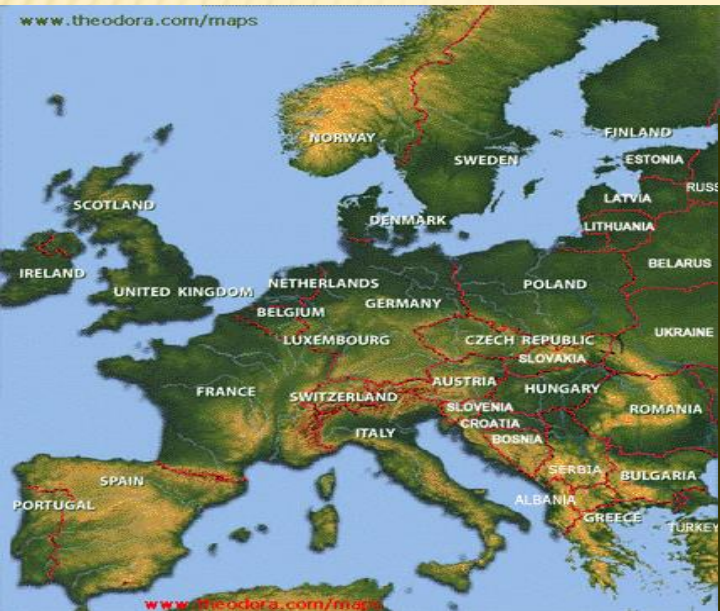 www.theodora.com/maps
NORWAY
FINLAND
SWEDEN
ESTONIA
RUSS
LATVIA
SCOTLAND
DENMARK
LITHUANIA
IRELAND
BELARUS
UNITED KINGDOM
NETHERLANDS
POLAND
GERMANY
BELGIUM
UKRAINE
LUXEMBOURG
CZECH REPUBLIC
SLOVAKIA
AUSTRIA
FRANCE
SWITZERLAND
HUNGARY
SLOVENIA
ROMANIA
CROATIA
ITALY
BOSNIA
SERBIA
SPAIN
BULGARIA
PORTUGAL
ALBANIA
GREECE
TURKEY
www.theodora.com/maps